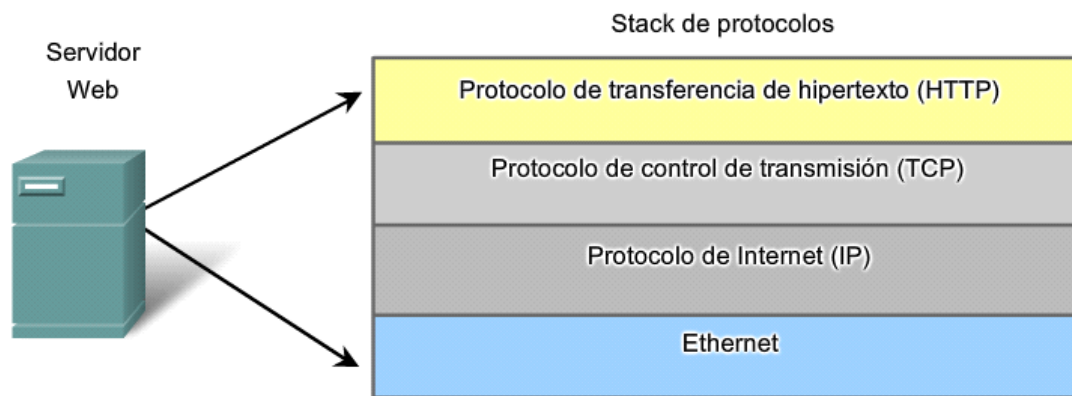 Servidor
Web
Stack de protocolos
Protocolo de transferencia de hipertexto (HTTP)
Protocolo de control de transmisión (TCP)
Protocolo de Internet (IP)
Ethernet